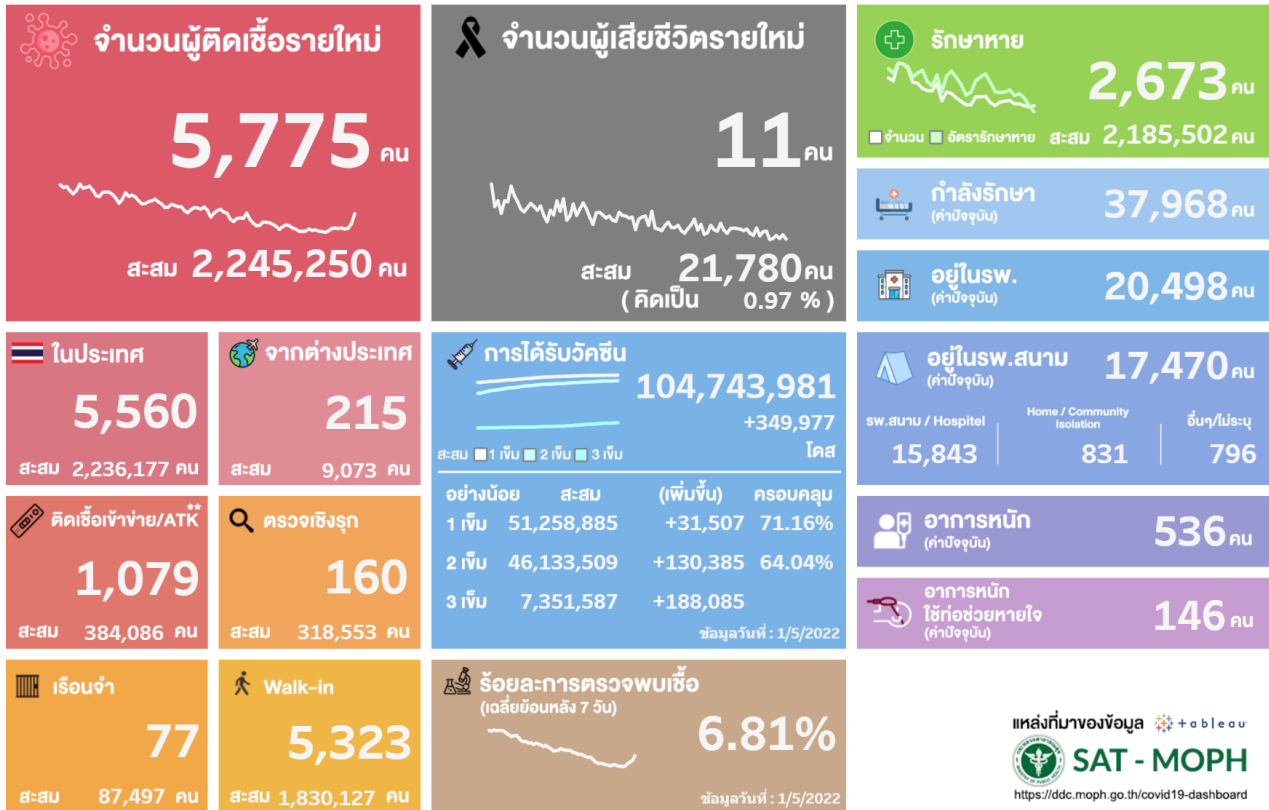 จำนวนผู้ติดเชื้อรายใหม่
5,775 คน
สะสม 2,245,250 คน
จำนวนผู้เสียชีวิตรายใหม่
11 คน
สะสม 21,780 คน
( คิดเป็น 0.97 % )
รักษาหาย
2,673 คน
จำนวน อัตรารักษาหาย สะสม 2,185,502 คน
กำลังรักษา
(ค่าปัจจุบัน)
37,968 คน
อยู่ในรพ.
(ค่าปัจจุบัน)
20,498 คน
ในประเทศ
5,560
สะสม 2,236,177 คน
จากต่างประเทศ
215
สะสม 9,073 คน
การได้รับวัคซีน
104,743,981
+349,977
โดส
สะสม 1 เข็ม 2 เข็ม 3 เข็ม
อย่างน้อย สะสม (เพิ่มขึ้น) ครอบคลุม
1 เข็ม 51,258,885 +31,507 71.16%
2 เข็ม 46,133,509 +130,385 64.04%
3 เข็ม 7,351,587 +188,085
ข้อมูลวันที่ : 1/5/2022
อยู่ในรพ.สนาม
(ค่าปัจจุบัน)
17,470 คน
รพ.สนาม / Hospitel
15,843
Home / Community
Isolation
831
อื่นๆ/ไม่ระบุ
796
ติดเชื้อเข้าข่าย/ATK**
1,079
สะสม 384,086 คน
ตรวจเชิงรุก
160
สะสม 318,553 คน
อาการหนัก
(ค่าปัจจุบัน)
536 คน
อาการหนัก
ใช้ท่อช่วยหายใจ
(ค่าปัจจุบัน)
146 คน
เรือนจำ
77
สะสม 87,497 คน
Walk-in
5,323
สะสม 1,830,127 คน
ร้อยละการตรวจพบเชื้อ
(เฉลี่ยย้อนหลัง 7 วัน)
6.81%
ข้อมูลวันที่ : 1/5/2022
แหล่งที่มาของข้อมูล +ableau
SAT - MOPH
https://ddc.moph.go.th/covid19-dashboard